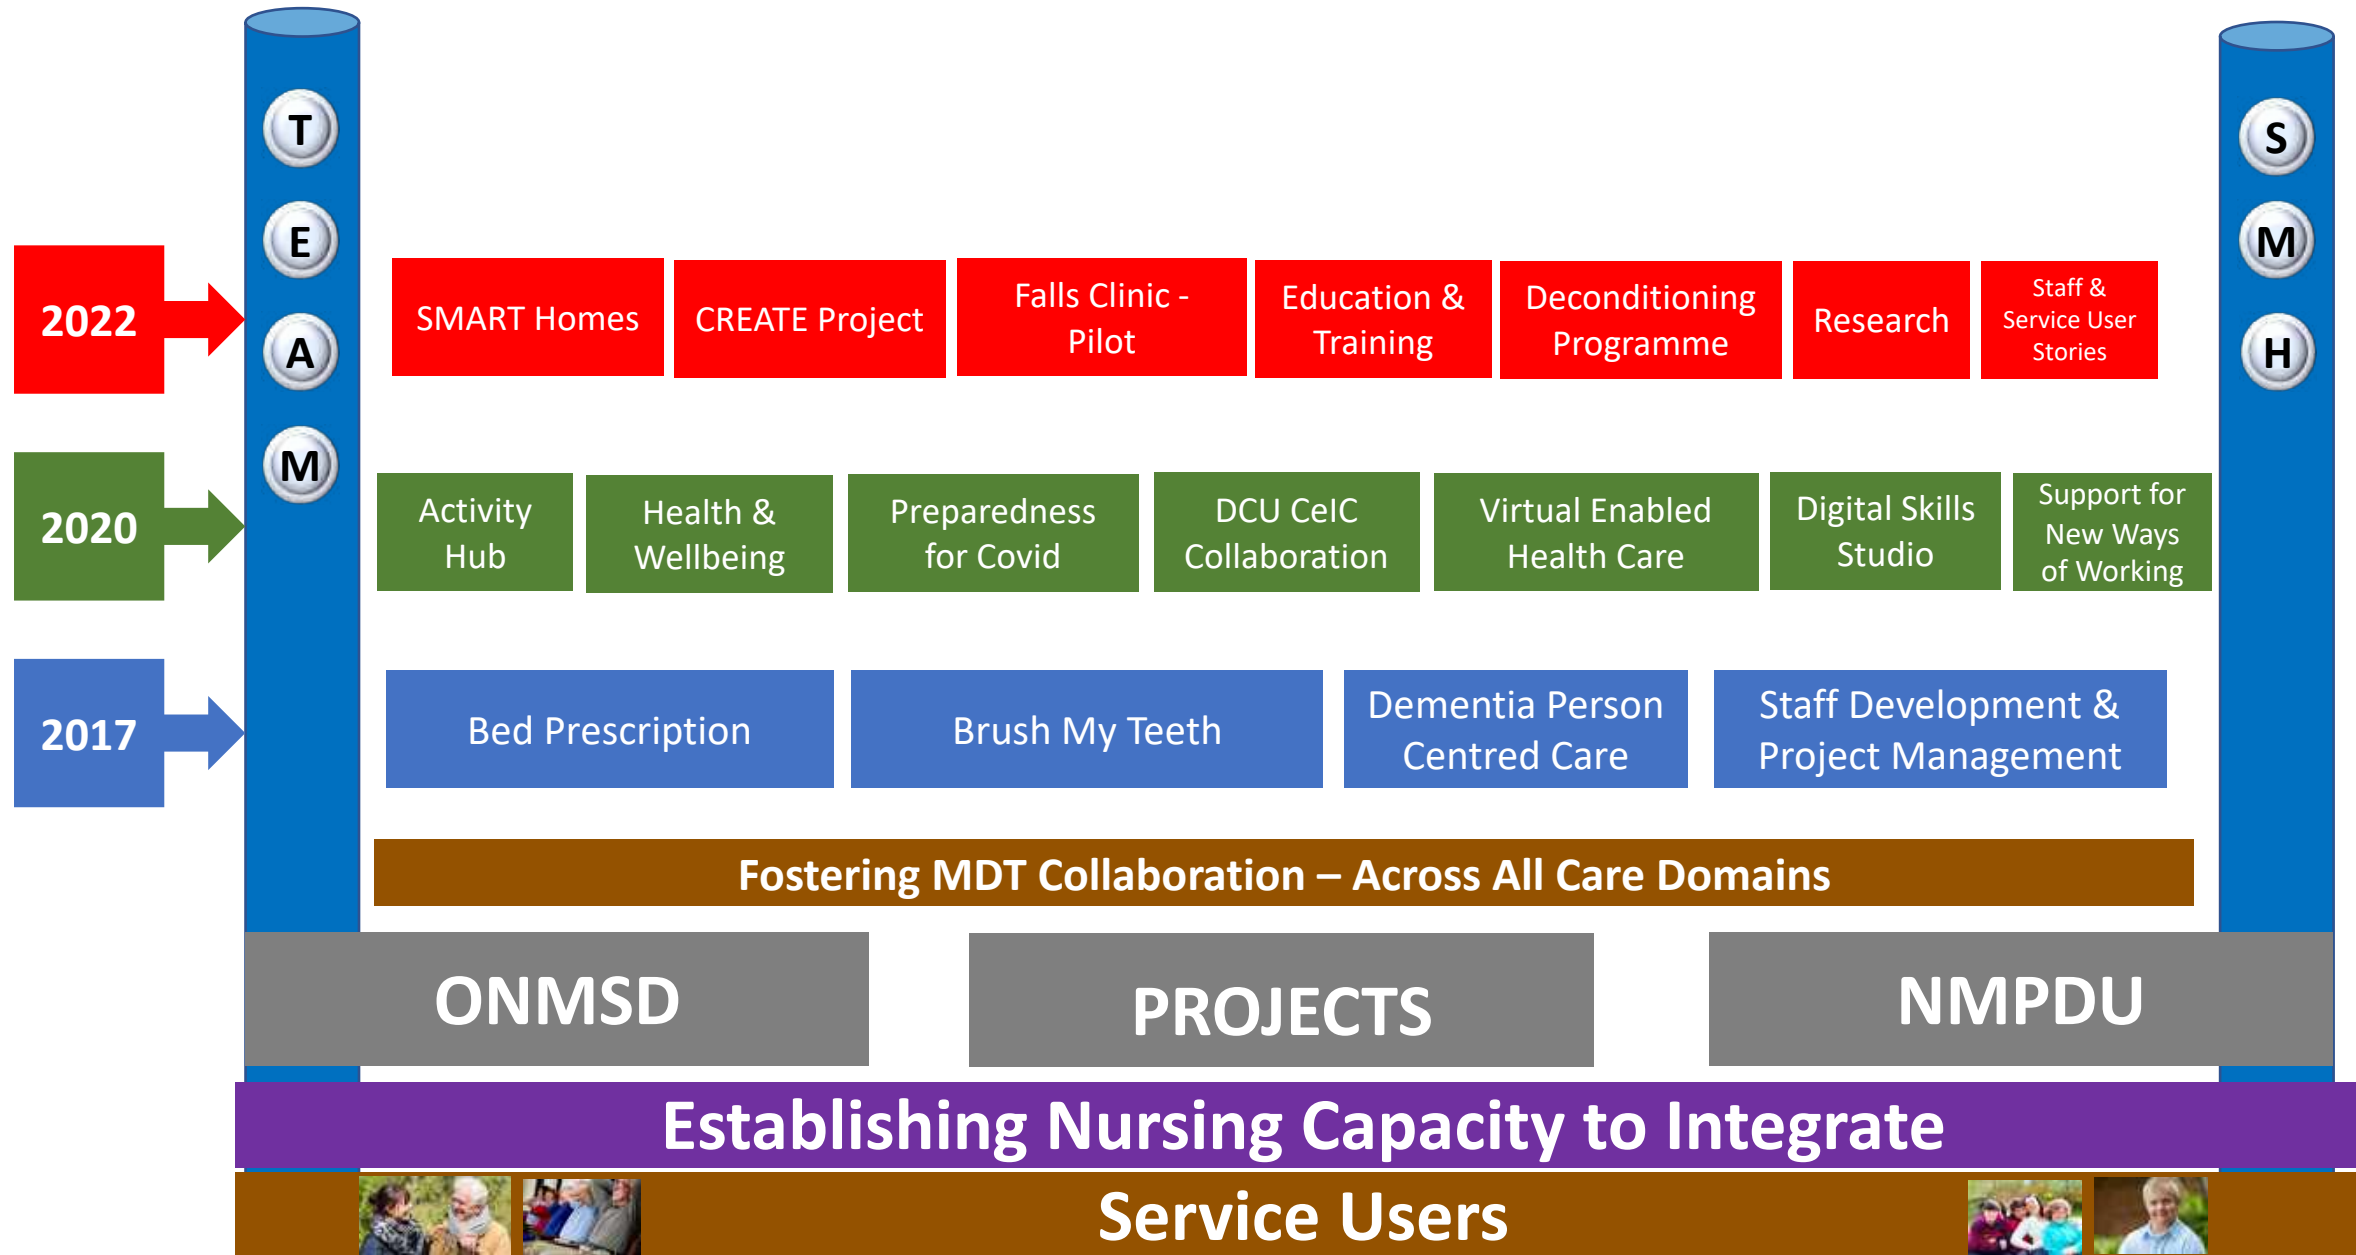 T
E
A
M
S
M
H
2022
SMART Homes
CREATE Project
Falls Clinic -
Pilot
Education &
Training
Deconditioning
Programme
Research
Staff &
Service User
Stories
2020
Activity
Hub
Health &
Wellbeing
Preparedness
for Covid
DCU CeIC
Collaboration
Virtual Enabled
Health Care
Digital Skills
Studio
Support for
New Ways
of Working
2017
Bed Prescription
Brush My Teeth
Dementia Person
Centred Care
Staff Development &
Project Management
Fostering MDT Collaboration – Across All Care Domains
ONMSD
PROJECTS
NMPDU
Establishing Nursing Capacity to Integrate
Service Users